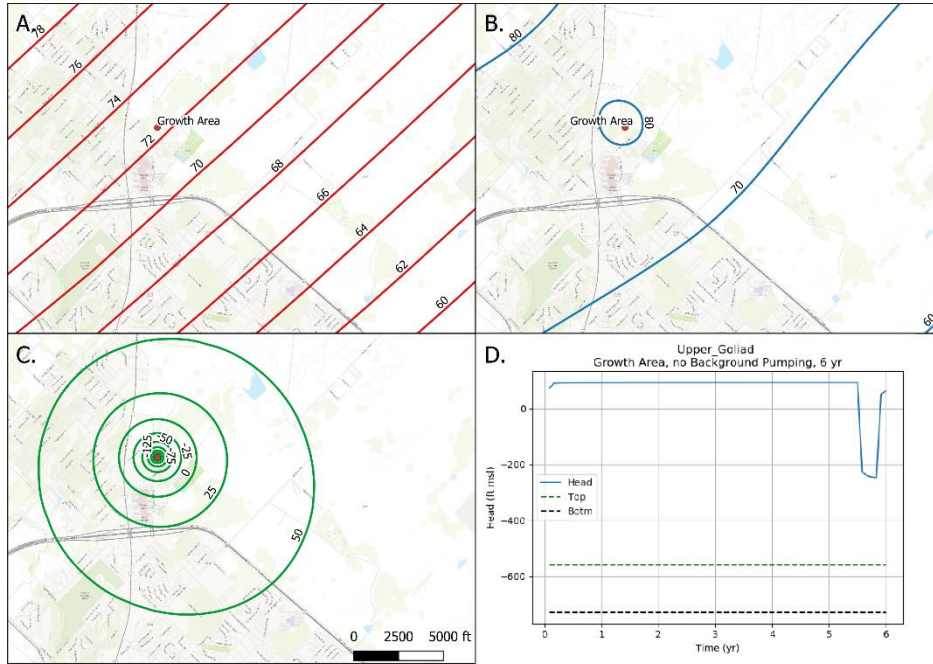 A.
78
76
74
Growth Area
72
70
68
66
64
62
60
B.
80
Growth Area
80
70
60
C.
125
-50
-75
-25
0
25
50
0 2500 5000 ft
D.
Upper_Goliad
Growth Area, no Background Pumping, 6 yr
Head (ft msl)
0
−200
−400
−600
Head
Top
Botm
0 1 2 3 4 5 6
Time (yr)